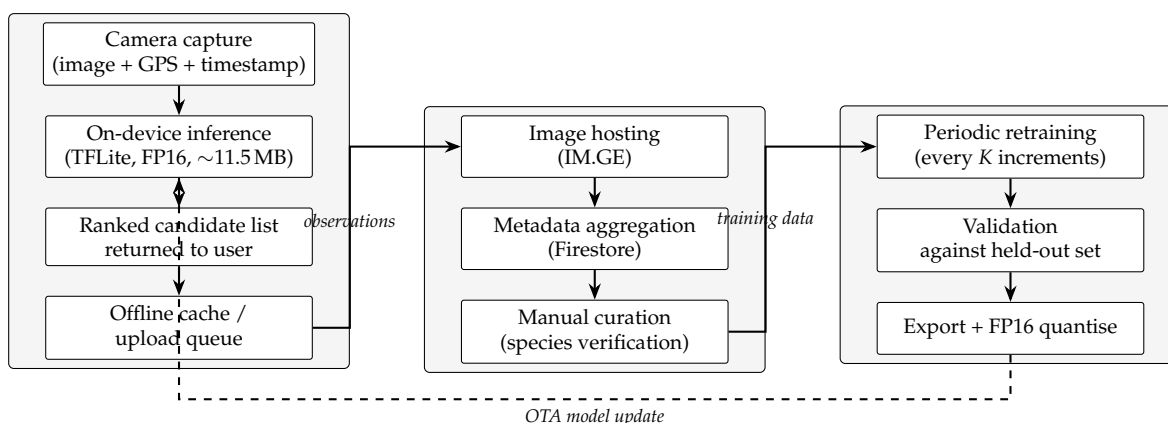 Camera capture
(image + GPS + timestamp)
On-device inference
(TFLite, FP16, ∼11.5 MB)
Ranked candidate list
returned to user
Offline cache /
upload queue
observations
Image hosting
(IM.GE)
Metadata aggregation
(Firestore)
Manual curation
(species verification)
training data
Periodic retraining
(every K increments)
Validation
against held-out set
Export + FP16 quantise
OTA model update